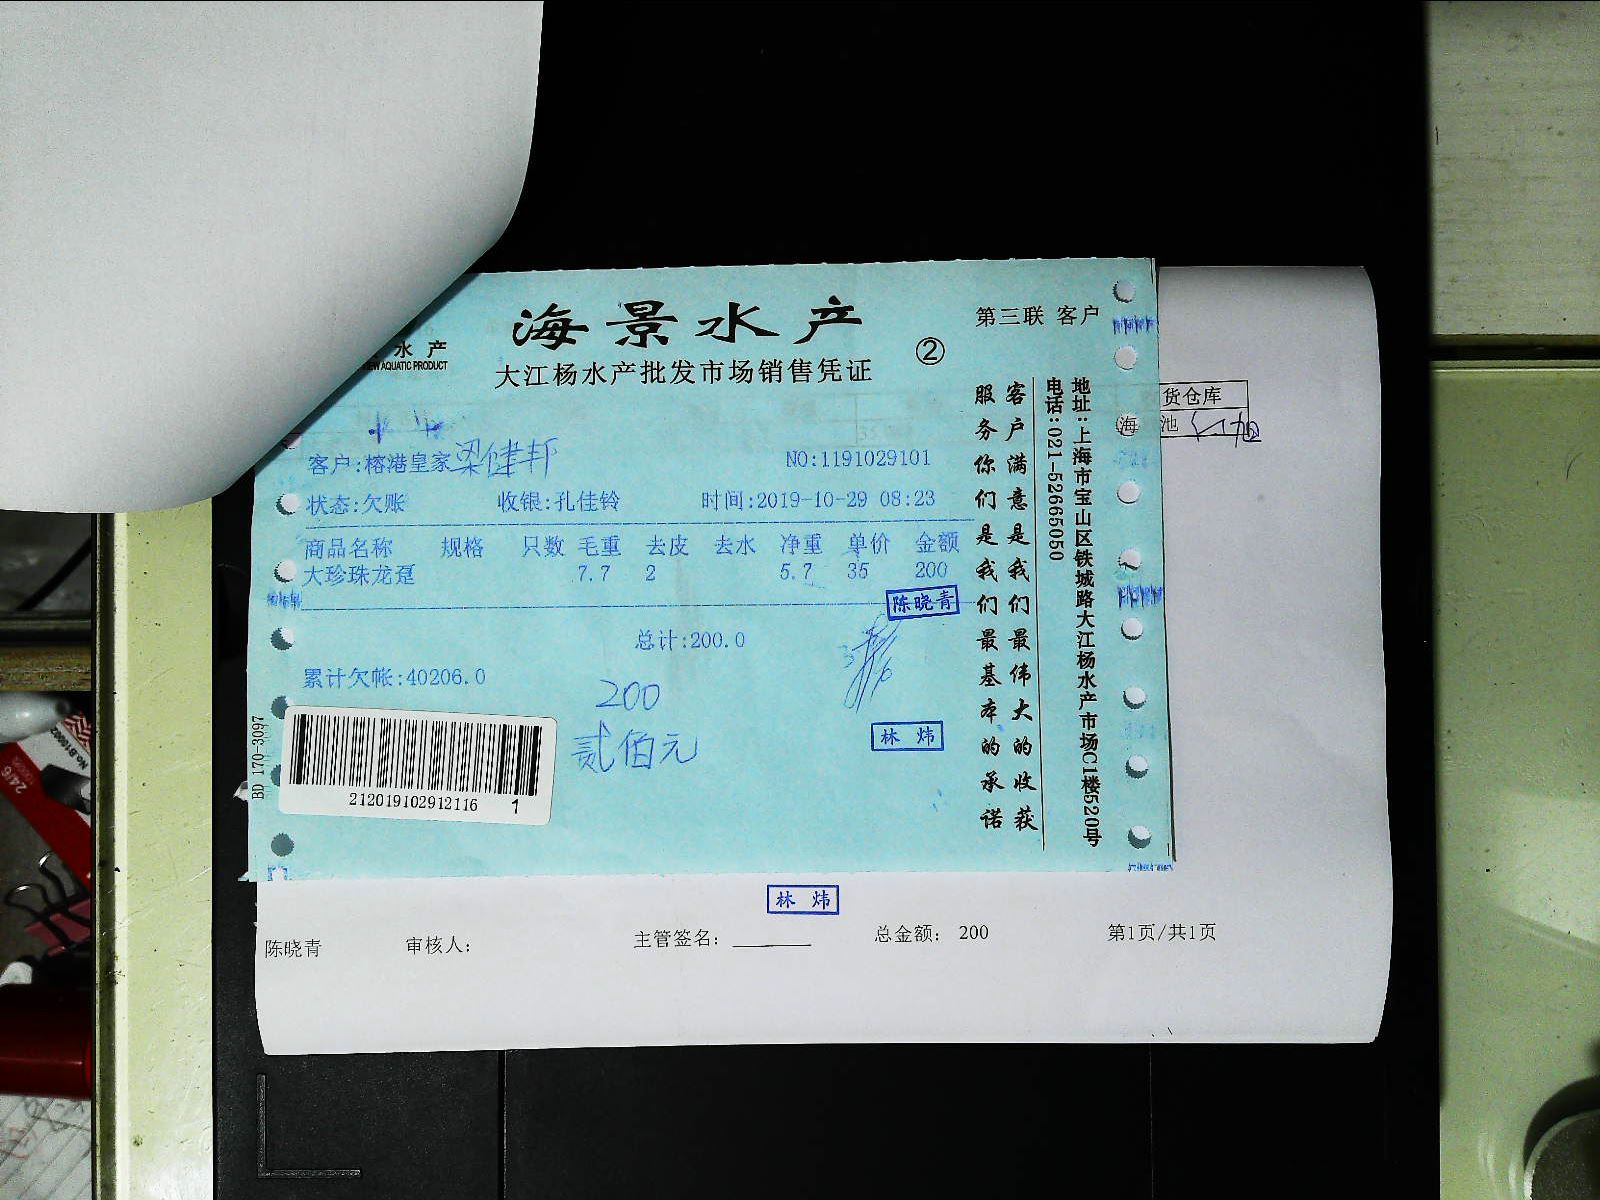 海景水产
第三联 客户
水产
EW AQUATIC PRODUCT
大江杨水产批发市场销售凭证
②
客户:榕港皇家梁健邦
NO:1191029101
状态:欠账 收银:孔佳铃 时间:2019-10-29 08:23
商品名称 规格 只数 毛重 去皮 去水 净重 单价 金额
大珍珠龙趸 7.7 2 5.7 35 200
陈晓青
总计:200.0
累计欠帐:40206.0
200
贰佰元
林炜
212019102912116 1
BD 170-3097
客户满意是我们最伟大的收获
服务你们是我们最基本的承诺
地址:上海市宝山区铁城路大江杨水产市场C1楼520号
电话:021-52665050
货仓库
海 池
林炜
陈晓青 审核人: 主管签名: 总金额: 200 第1页/共1页
No.B10002
24/6